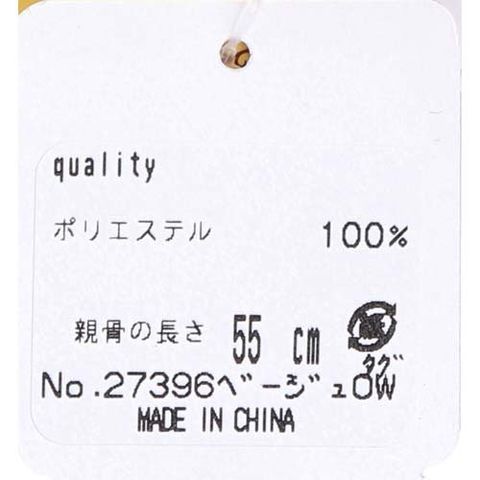 quality
ポリエステル 100%
親骨の長さ 55 cm
タグ
No.27396ベージュOW
MADE IN CHINA